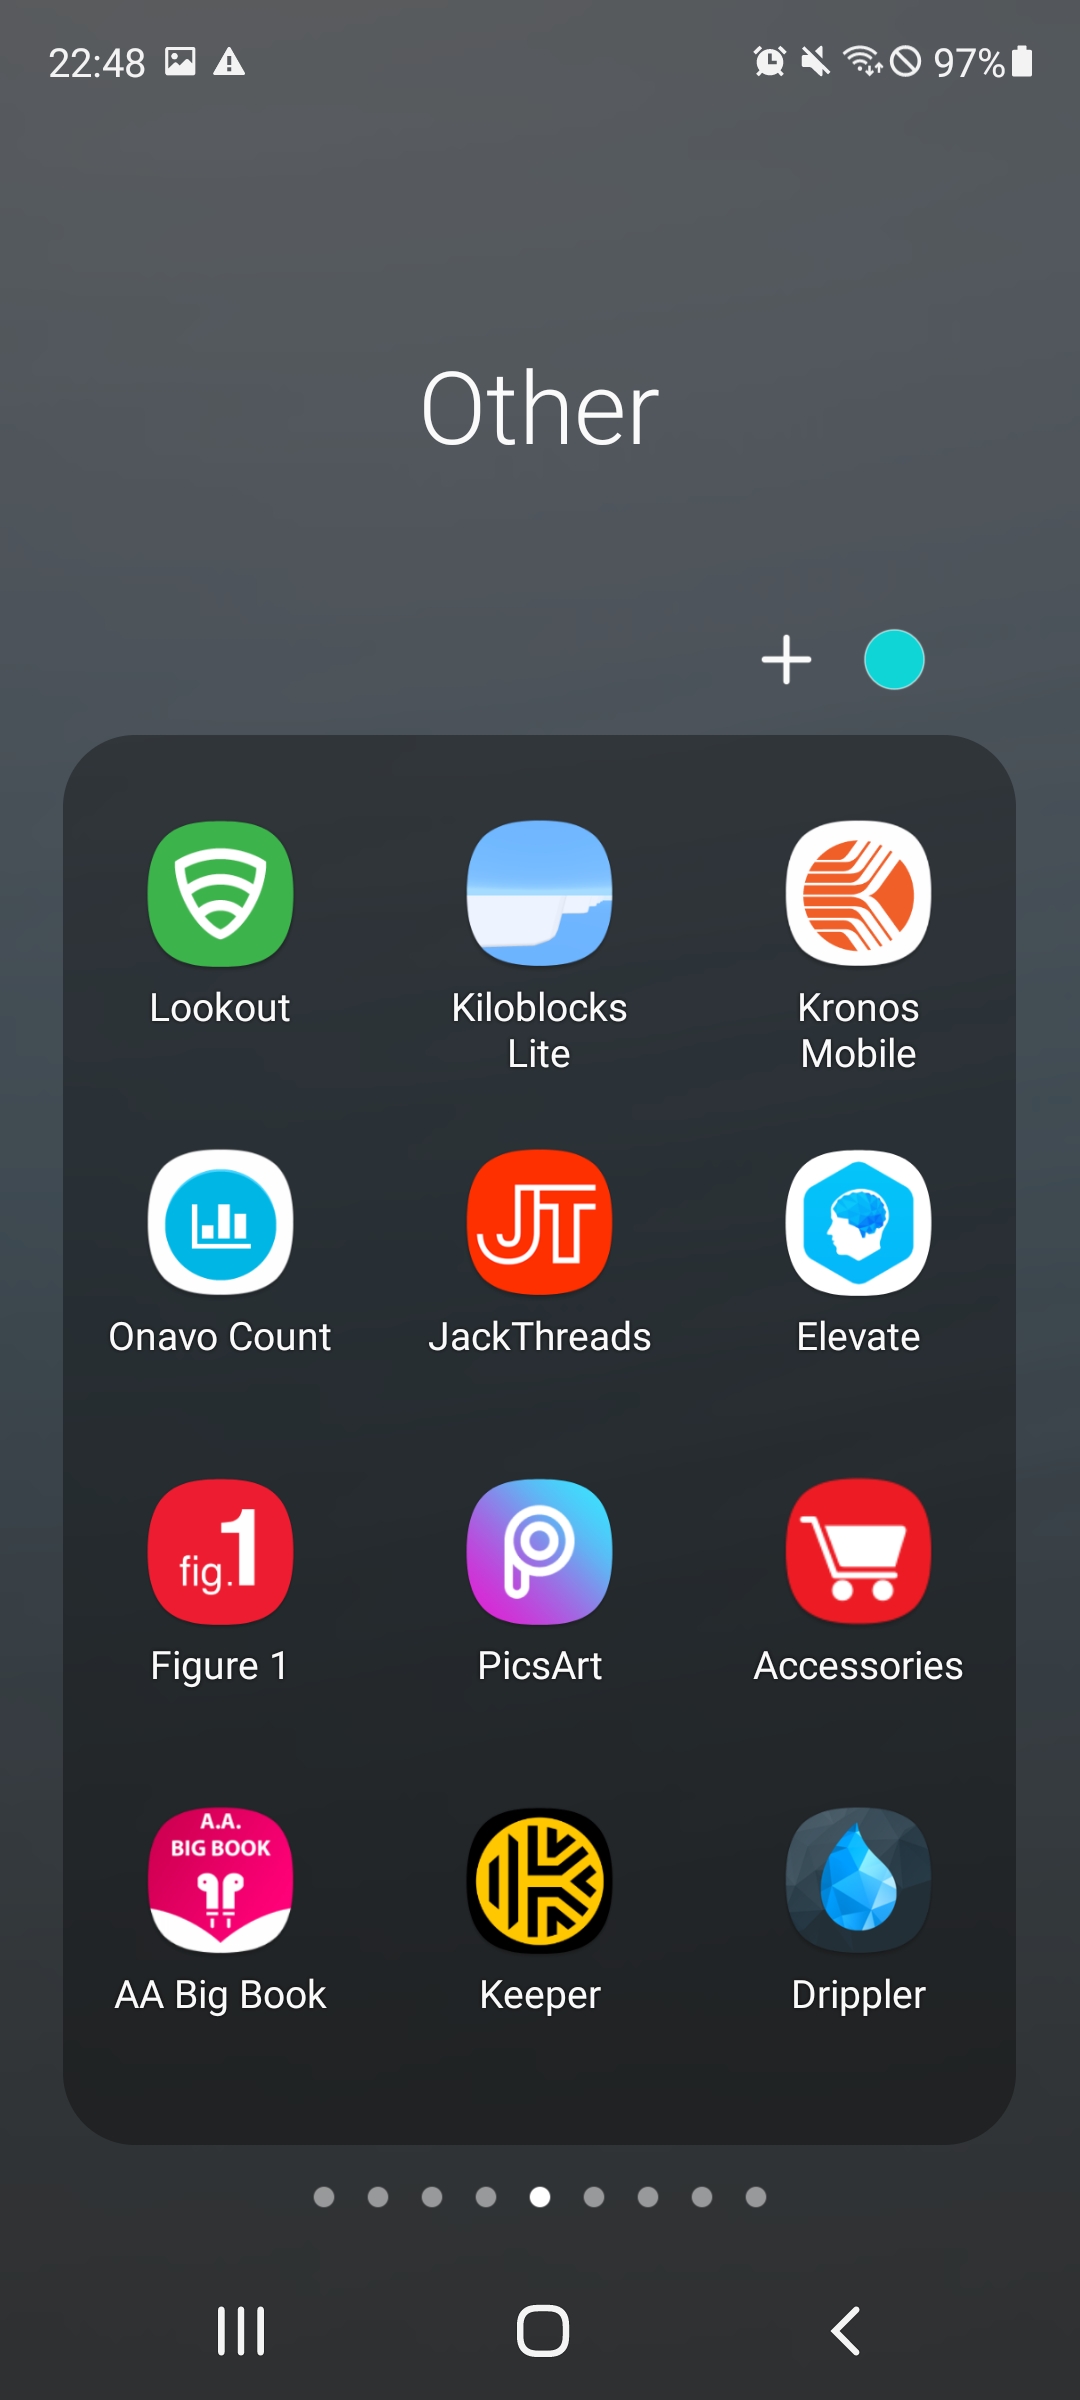 22:48
97%
Other
Lookout
Kiloblocks
Lite
Kronos
Mobile
Onavo Count
JT
JackThreads
Elevate
fig.1
Figure 1
PicsArt
Accessories
A.A.
BIG BOOK
AA Big Book
Keeper
Drippler